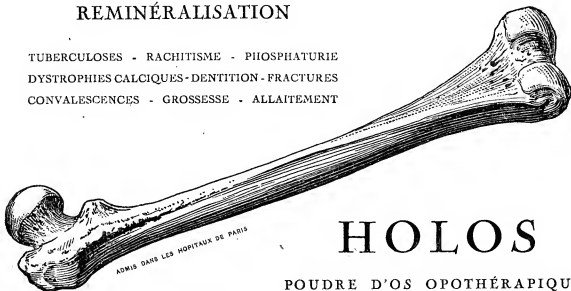 REMINÉRALISATION
TUBERCULOSES - RACHITISME - PHOSPHATURIE
DYSTROPHIES CALCIQUES - DENTITION - FRACTURES
CONVALESCENCES - GROSSESSE - ALLAITEMENT
ADMIS DANS LES HOPITAUX DE PARIS
HOLOS
POUDRE D'OS OPOTHÉRAPIQU